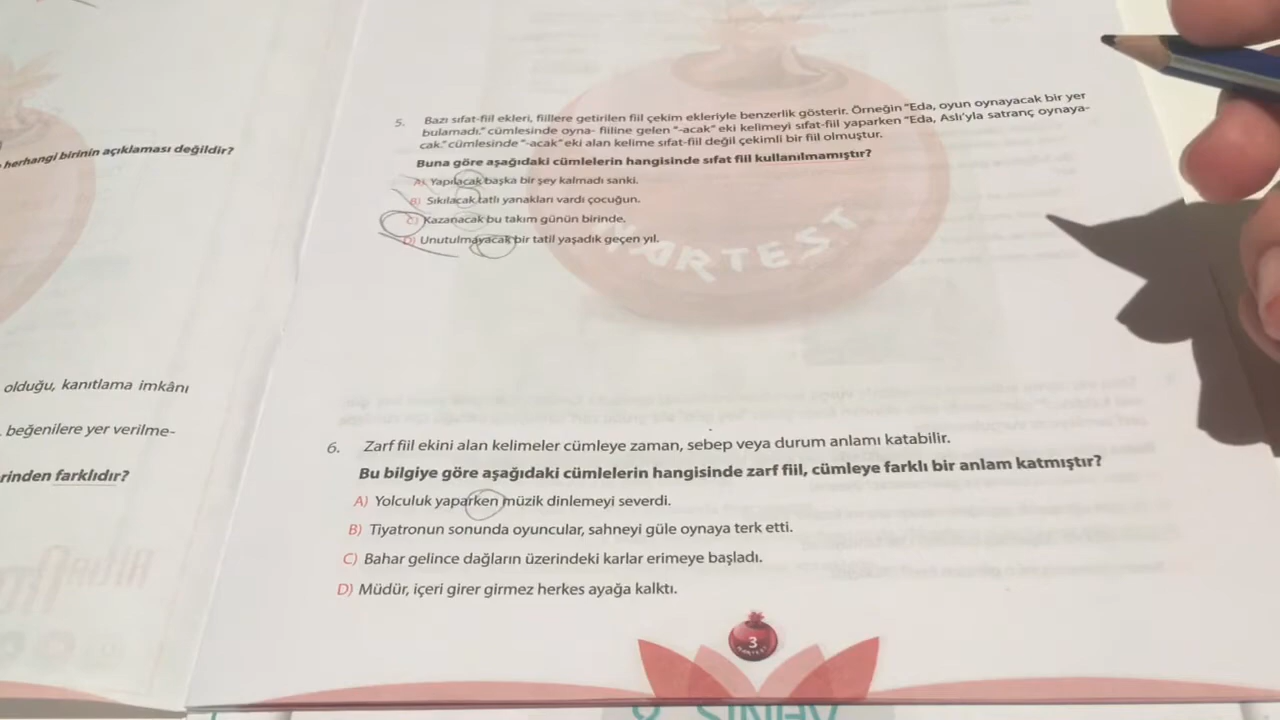 herhangi birinin açıklaması değildir?
olduğu, kanıtlama imkânı
beğenilere yer verilme-
rinden farklıdır?
5. Bazı sıfat-fiil ekleri, fiillere getirilen fiil çekim ekleriyle benzerlik gösterir. Örneğin "Eda, oyun oynayacak bir yer
bulamadı." cümlesinde oyna- fiiline gelen "-acak" eki kelimeyi sıfat-fiil yaparken "Eda, Aslı'yla satranç oynaya-
cak." cümlesinde "-acak" eki alan kelime sıfat-fiil değil çekimli bir fiil olmuştur.
Buna göre aşağıdaki cümlelerin hangisinde sıfat fiil kullanılmamıştır?
A) Yapılacak başka bir şey kalmadı sanki.
B) Sıkılacak tatlı yanakları vardı çocuğun.
C) Kazanacak bu takım günün birinde.
D) Unutulmayacak bir tatil yaşadık geçen yıl.
NARTEST
6. Zarf fiil ekini alan kelimeler cümleye zaman, sebep veya durum anlamı katabilir.
Bu bilgiye göre aşağıdaki cümlelerin hangisinde zarf fiil, cümleye farklı bir anlam katmıştır?
A) Yolculuk yaparken müzik dinlemeyi severdi.
B) Tiyatronun sonunda oyuncular, sahneyi güle oynaya terk etti.
C) Bahar gelince dağların üzerindeki karlar erimeye başladı.
D) Müdür, içeri girer girmez herkes ayağa kalktı.
3
NARTEST